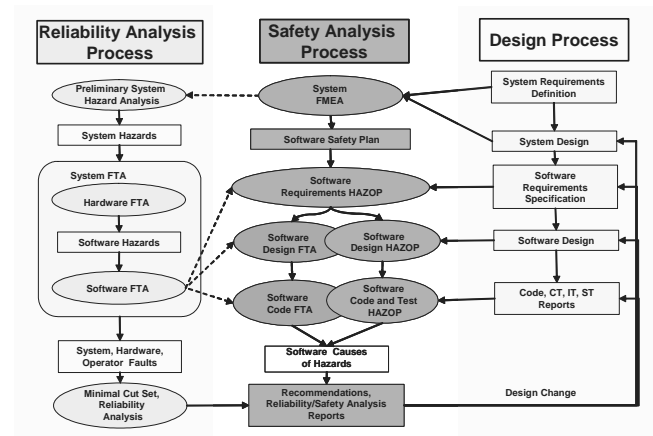 Reliability Analysis
Process
Safety Analysis
Process
Design Process
Preliminary System
Hazard Analysis
System Hazards
System FTA
Hardware FTA
Software Hazards
Software FTA
System, Hardware,
Operator Faults
Minimal Cut Set,
Reliability
Analysis
System
FMEA
Software Safety Plan
Software
Requirements HAZOP
Software
Design FTA
Software
Design HAZOP
Software
Code FTA
Software
Code and Test
HAZOP
Software Causes
of Hazards
Recommendations,
Reliability/Safety Analysis
Reports
System Requirements
Definition
System Design
Software
Requirements
Specification
Software Design
Code, CT, IT, ST
Reports
Design Change